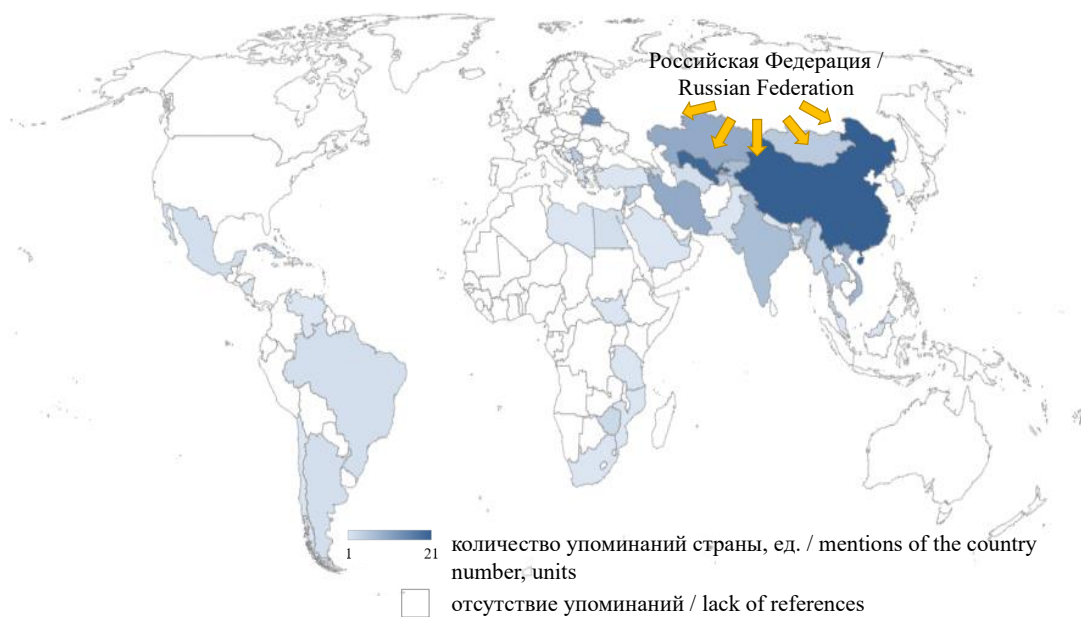 Российская Федерация /
Russian Federation
1
21
количество упоминаний страны, ед. / mentions of the country
number, units
отсутствие упоминаний / lack of references